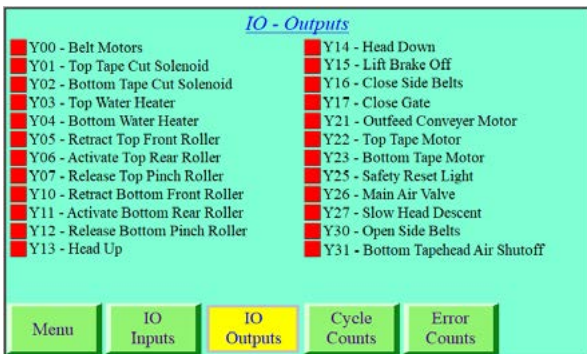 IO - Outputs
Y00 - Belt Motors
Y01 - Top Tape Cut Solenoid
Y02 - Bottom Tape Cut Solenoid
Y03 - Top Water Heater
Y04 - Bottom Water Heater
Y05 - Retract Top Front Roller
Y06 - Activate Top Rear Roller
Y07 - Release Top Pinch Roller
Y10 - Retract Bottom Front Roller
Y11 - Activate Bottom Rear Roller
Y12 - Release Bottom Pinch Roller
Y13 - Head Up
Y14 - Head Down
Y15 - Lift Brake Off
Y16 - Close Side Belts
Y17 - Close Gate
Y21 - Outfeed Conveyer Motor
Y22 - Top Tape Motor
Y23 - Bottom Tape Motor
Y25 - Safety Reset Light
Y26 - Main Air Valve
Y27 - Slow Head Descent
Y30 - Open Side Belts
Y31 - Bottom Tapehead Air Shutoff
Menu
IO
Inputs
IO
Outputs
Cycle
Counts
Error
Counts